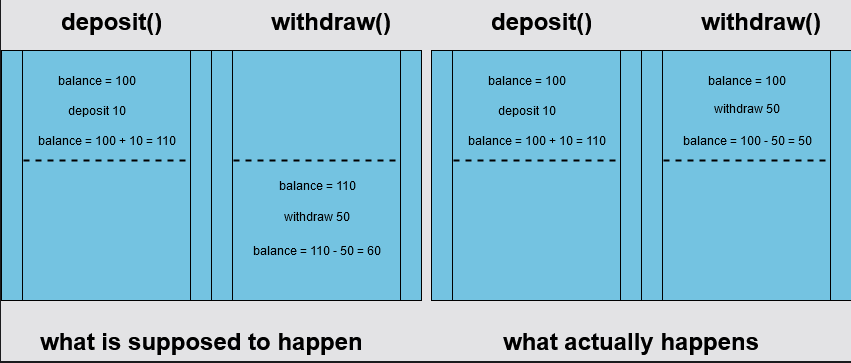 deposit()
withdraw()
balance = 100
deposit 10
balance = 100 + 10 = 110
balance = 110
withdraw 50
balance = 110 - 50 = 60
what is supposed to happen
deposit()
withdraw()
balance = 100
deposit 10
balance = 100 + 10 = 110
balance = 100
withdraw 50
balance = 100 - 50 = 50
what actually happens